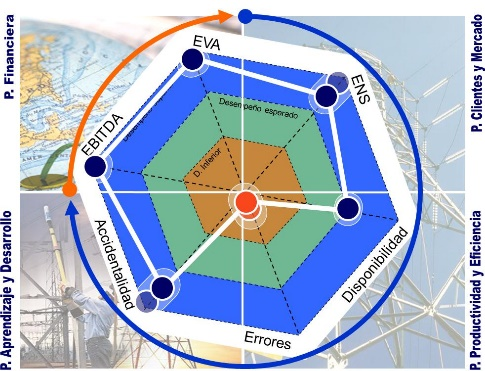 P. Financiera
P. Clientes y Mercado
EVA
ENS
EBITDA
Desempeño esperado
D. Inferior
Accidentalidad
Disponibilidad
Errores
P. Aprendizaje y Desarrollo
P. Productividad y Eficiencia